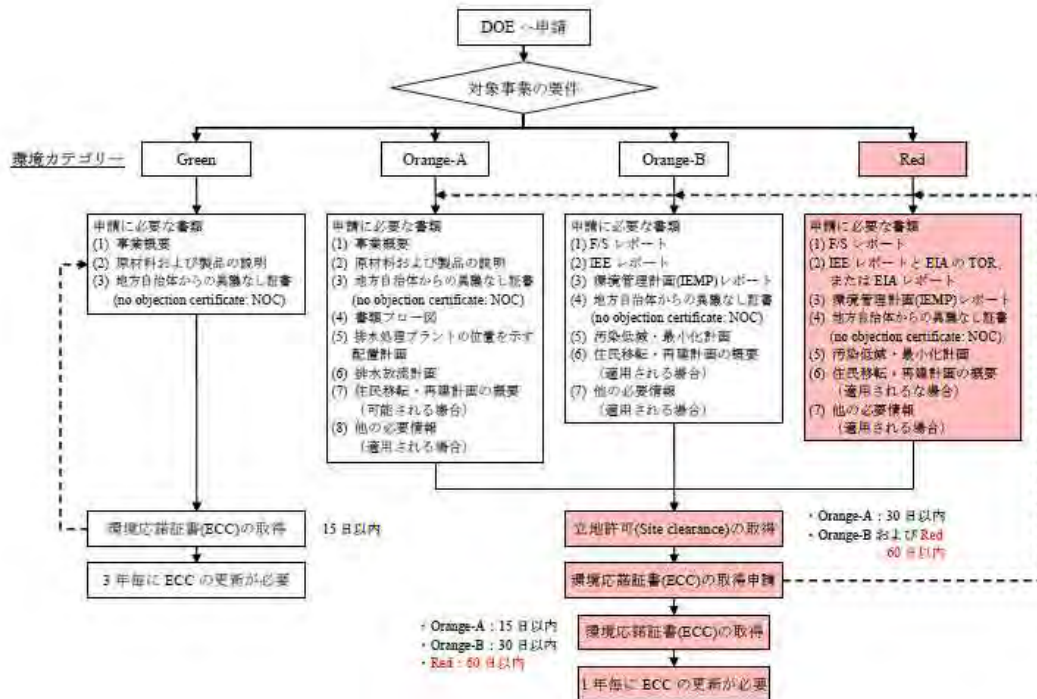 DOE へ申請
対象事業の要件
環境カテゴリー
Green
Orange-A
Orange-B
Red
申請に必要な書類
(1) 事業概要
(2) 原材料および製品の説明
(3) 地方自治体からの異議なし証書
(no objection certificate: NOC)
申請に必要な書類
(1) 事業概要
(2) 原材料および製品の説明
(3) 地方自治体からの異議なし証書
(no objection certificate: NOC)
(4) 書類フロー図
(5) 排水処理プラントの位置を示す
配置計画
(6) 排水放流計画
(7) 住民移転・再建計画の概要
(可能される場合)
(8) 他の必要情報
(適用される場合)
申請に必要な書類
(1) F/S レポート
(2) IEE レポート
(3) 環境管理計画(IEMP)レポート
(4) 地方自治体からの異議なし証書
(no objection certificate: NOC)
(5) 汚染低減・最小化計画
(6) 住民移転・再建計画の概要
(適用される場合)
(7) 他の必要情報
(適用される場合)
申請に必要な書類
(1) F/S レポート
(2) IEE レポートと EIA の TOR,
または EIA レポート
(3) 環境管理計画(IEMP)レポート
(4) 地方自治体からの異議なし証書
(no objection certificate: NOC)
(5) 汚染低減・最小化計画
(6) 住民移転・再建計画の概要
(適用されるな場合)
(7) 他の必要情報
(適用される場合)
環境応諾証書(ECC)の取得
15 日以内
3 年毎に ECC の更新が必要
立地許可(Site clearance)の取得
・Orange-A : 30 日以内
・Orange-B および Red
60 日以内
環境応諾証書(ECC)の取得申請
・Orange-A : 15 日以内
・Orange-B : 30 日以内
・Red : 60 日以内
環境応諾証書(ECC)の取得
1 年毎に ECC の更新が必要